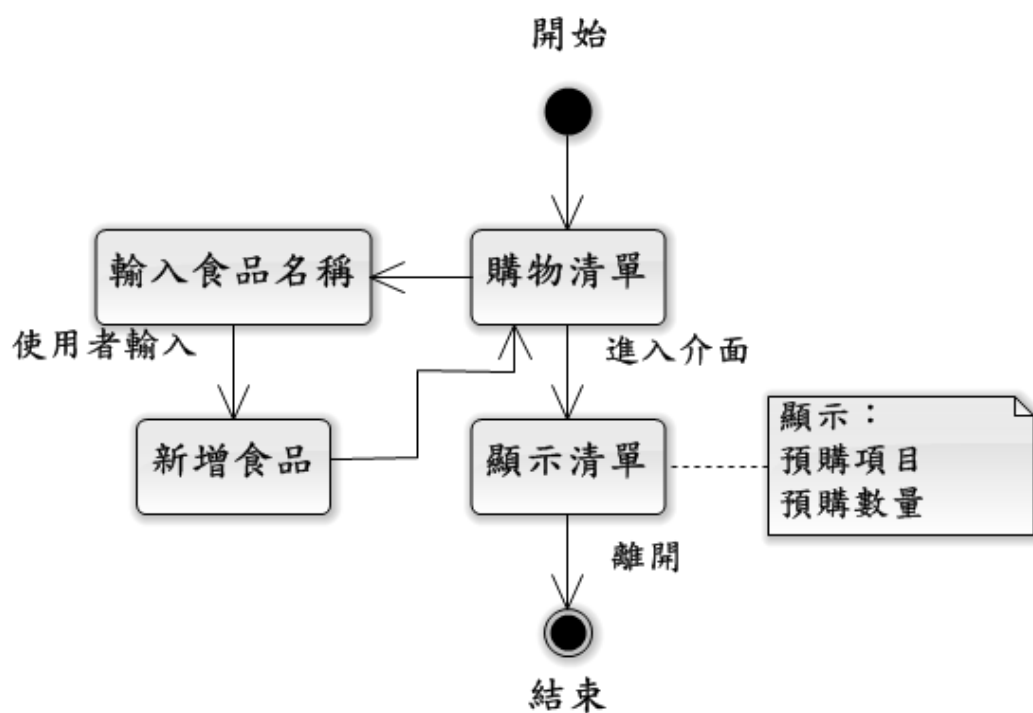 開始
輸入食品名稱
購物清單
使用者輸入
進入介面
新增食品
顯示清單
顯示：
預購項目
預購數量
離開
結束